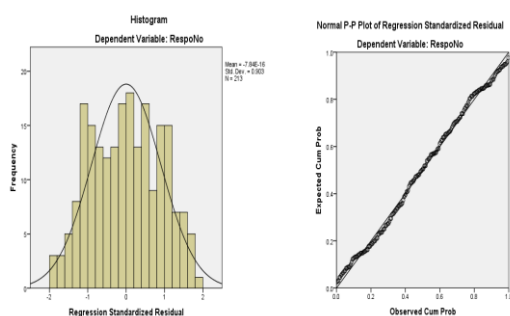 Histogram
Dependent Variable: RespoNo
Mean = -7.84E-16
Std. Dev. = 0.903
N = 213
Frequency
20
15
10
5
0
-2
-1
0
1
2
Regression Standardized Residual
Normal P-P Plot of Regression Standardized Residual
Dependent Variable: RespoNo
Expected Cum Prob
1.0
0.8
0.6
0.4
0.2
0.0
0.0
0.2
0.4
0.6
0.8
1.0
Observed Cum Prob